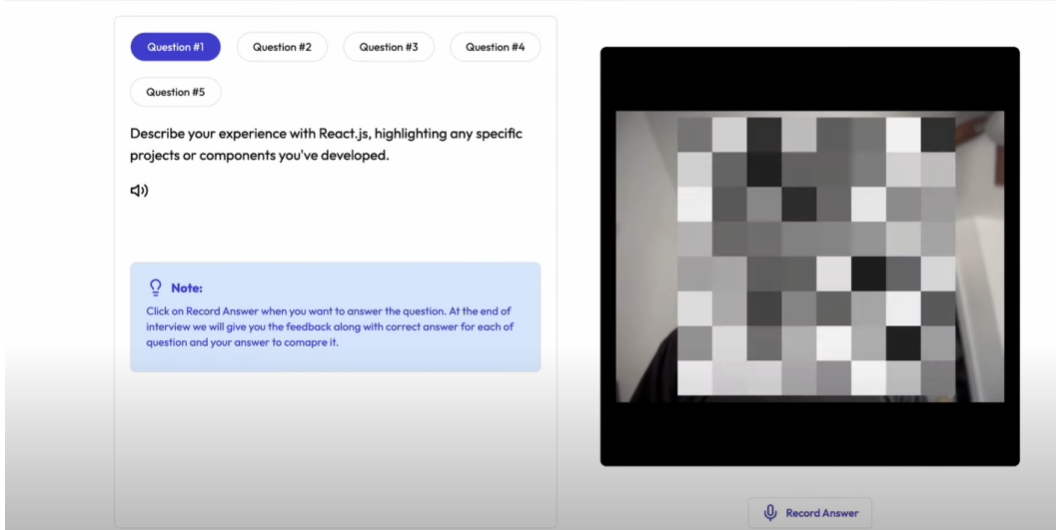 Question #1
Question #2
Question #3
Question #4
Question #5
Describe your experience with React.js, highlighting any specific
projects or components you've developed.
Note:
Click on Record Answer when you want to answer the question. At the end of
interview we will give you the feedback along with correct answer for each of
question and your answer to comapre it.
Record Answer